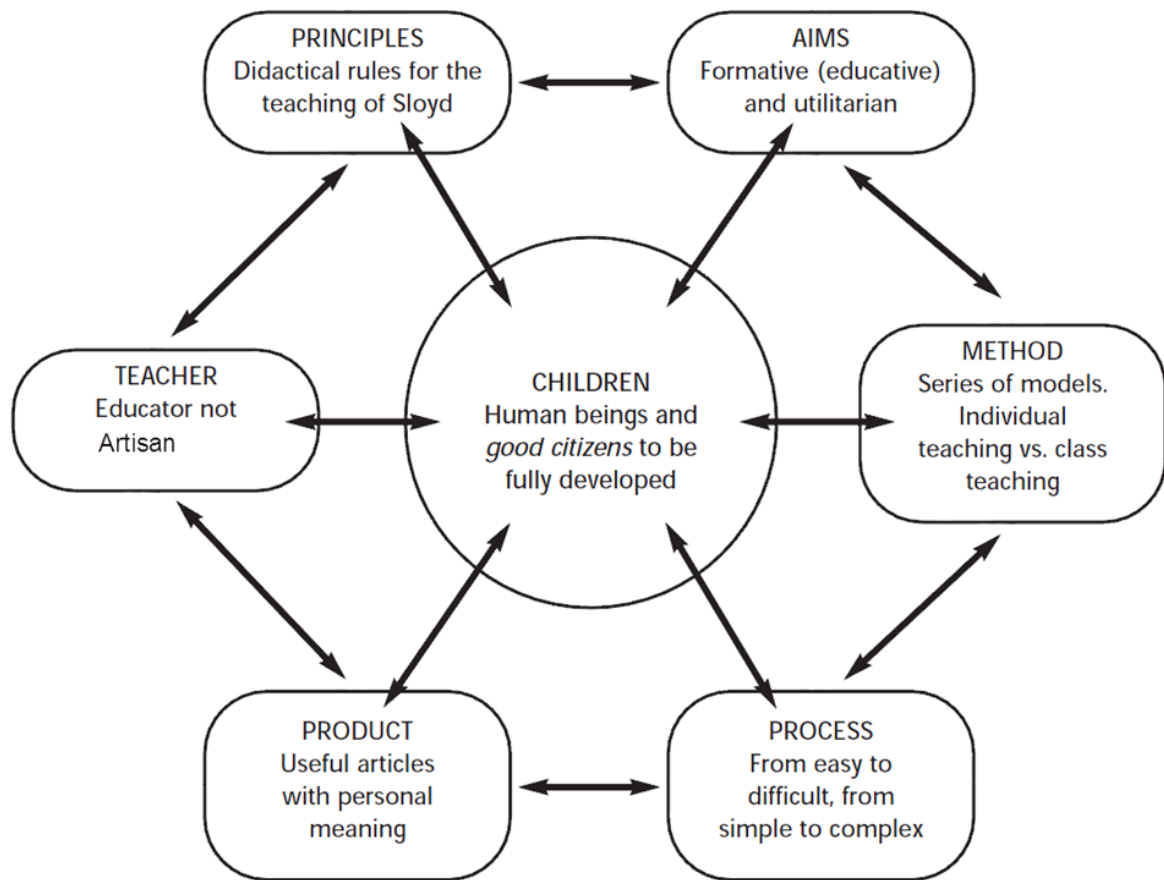 PRINCIPLES
Didactical rules for the
teaching of Sloyd
AIMS
Formative (educative)
and utilitarian
TEACHER
Educator not
Artisan
CHILDREN
Human beings and
good citizens to be
fully developed
METHOD
Series of models.
Individual
teaching vs. class
teaching
PRODUCT
Useful articles
with personal
meaning
PROCESS
From easy to
difficult, from
simple to complex